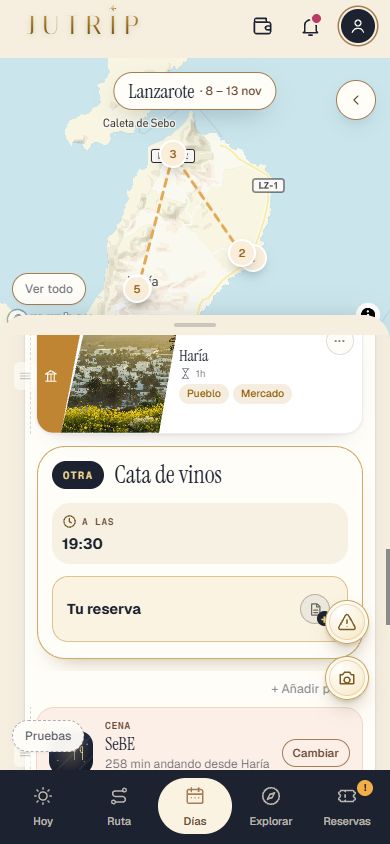 JUTRIP
Lanzarote · 8 – 13 nov
Caleta de Sebo
3
LZ-1
2
5
Ver todo
Haría
1h
Pueblo
Mercado
OTRA
Cata de vinos
A LAS
19:30
Tu reserva
+ Añadir
Pruebas
CENA
SeBE
258 min andando desde Haría
Cambiar
Hoy
Ruta
Días
Explorar
Reservas
!